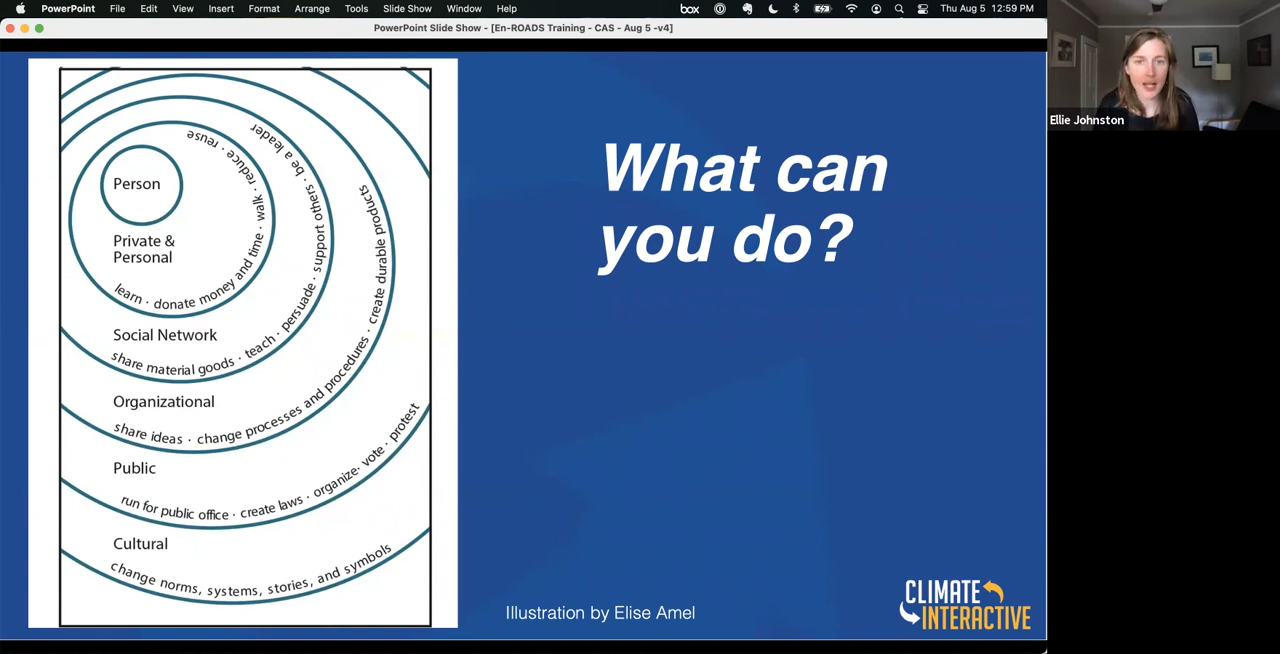 PowerPoint File Edit View Insert Format Arrange Tools Slide Show Window Help box Thu Aug 5 12:59 PM
PowerPoint Slide Show - [En-ROADS Training - CAS - Aug 5 -v4]
Ellie Johnston
What can
you do?
Person
Private &
Personal
learn · donate money and time · walk · reduce · reuse
Social Network
share material goods · teach · persuade · support others · be a leader
Organizational
share ideas · change processes and procedures · create durable products
Public
run for public office · create laws · organize · vote · protest
Cultural
change norms, systems, stories, and symbols
Illustration by Elise Amel
CLIMATE
INTERACTIVE